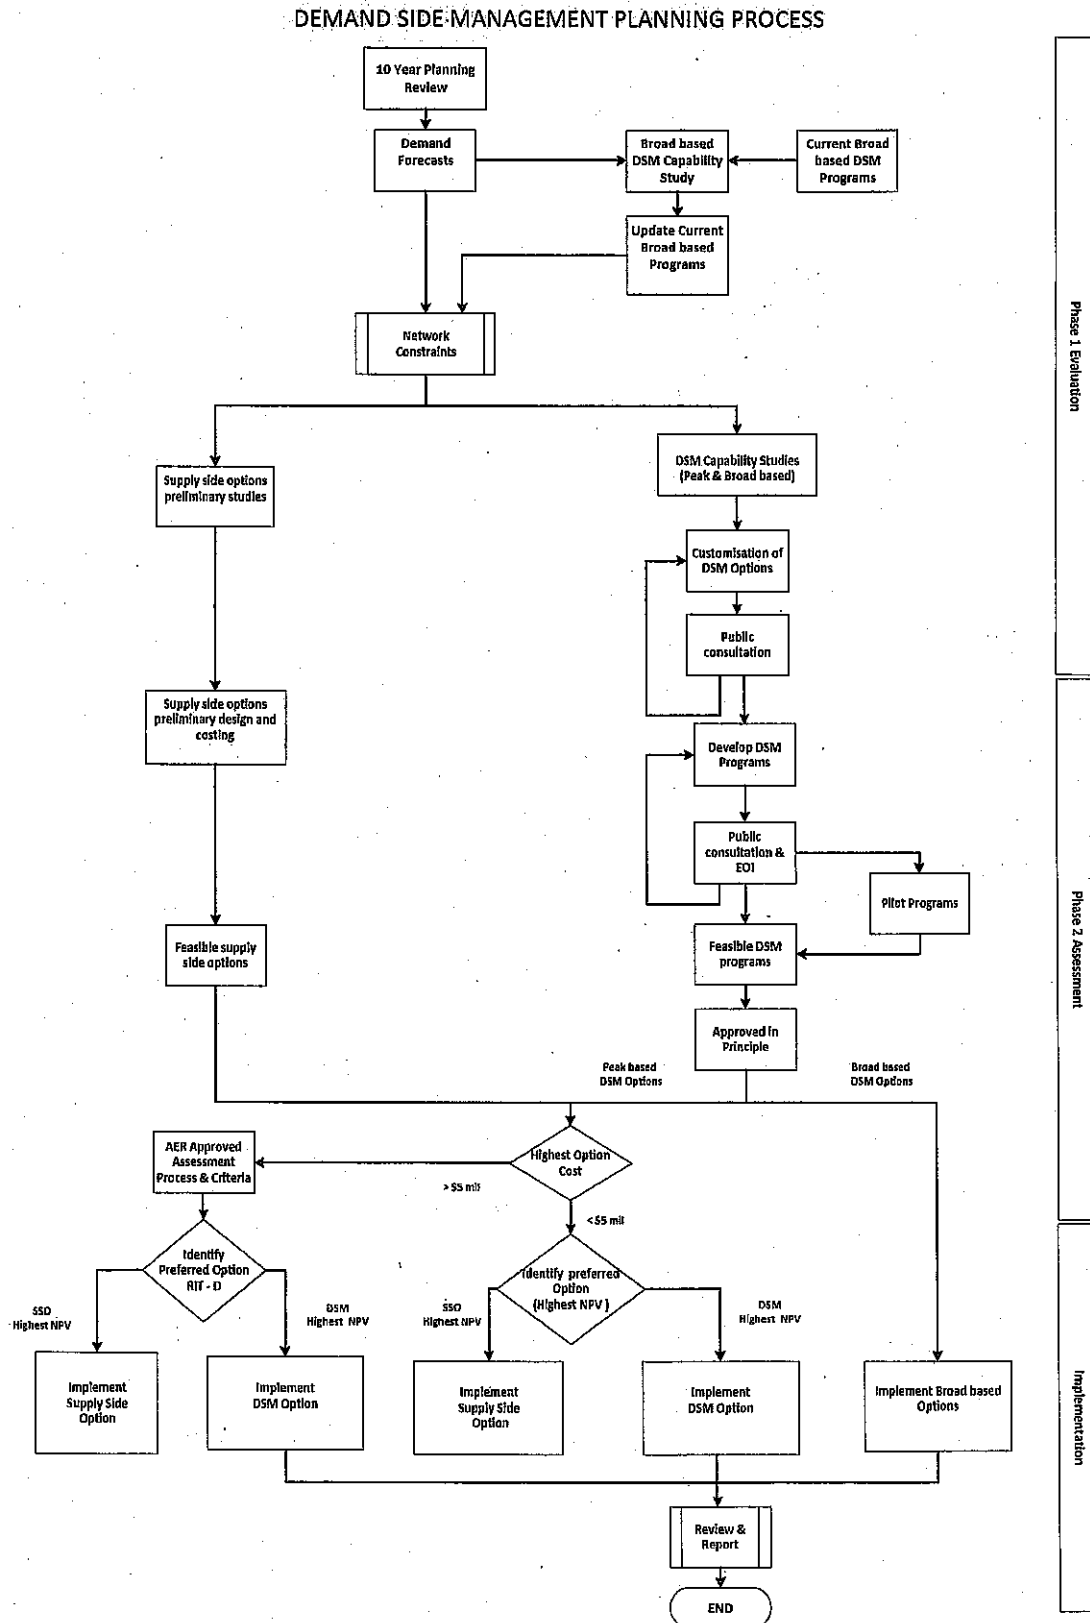 DEMAND SIDE MANAGEMENT PLANNING PROCESS
10 Year Planning
Review
Demand
Forecasts
Broad based
DSM Capability
Study
Current Broad
based DSM
Programs
Update Current
Broad based
Programs
Network
Constraints
Phase 1 Evaluation
Supply side options
preliminary studies
DSM Capability Studies
(Peak & Broad based)
Customisation of
DSM Options
Public
consultation
Supply side options
preliminary design and
costing
Develop DSM
Programs
Public
consultation &
EOI
Pilot Programs
Feasible supply
side options
Feasible DSM
programs
Approved in
Principle
Phase 2 Assessment
Peak based
DSM Options
Broad based
DSM Options
AER Approved
Assessment
Process & Criteria
Highest Option
Cost
> $5 mil
< $5 mil
Identify
Preferred Option
RIT - D
Identify preferred
Option
(Highest NPV )
SSO
Highest NPV
DSM
Highest NPV
SSO
Highest NPV
DSM
Highest NPV
Implement
Supply Side
Option
Implement
DSM Option
Implement
Supply Side
Option
Implement
DSM Option
Implement Broad based
Options
Implementation
Review &
Report
END